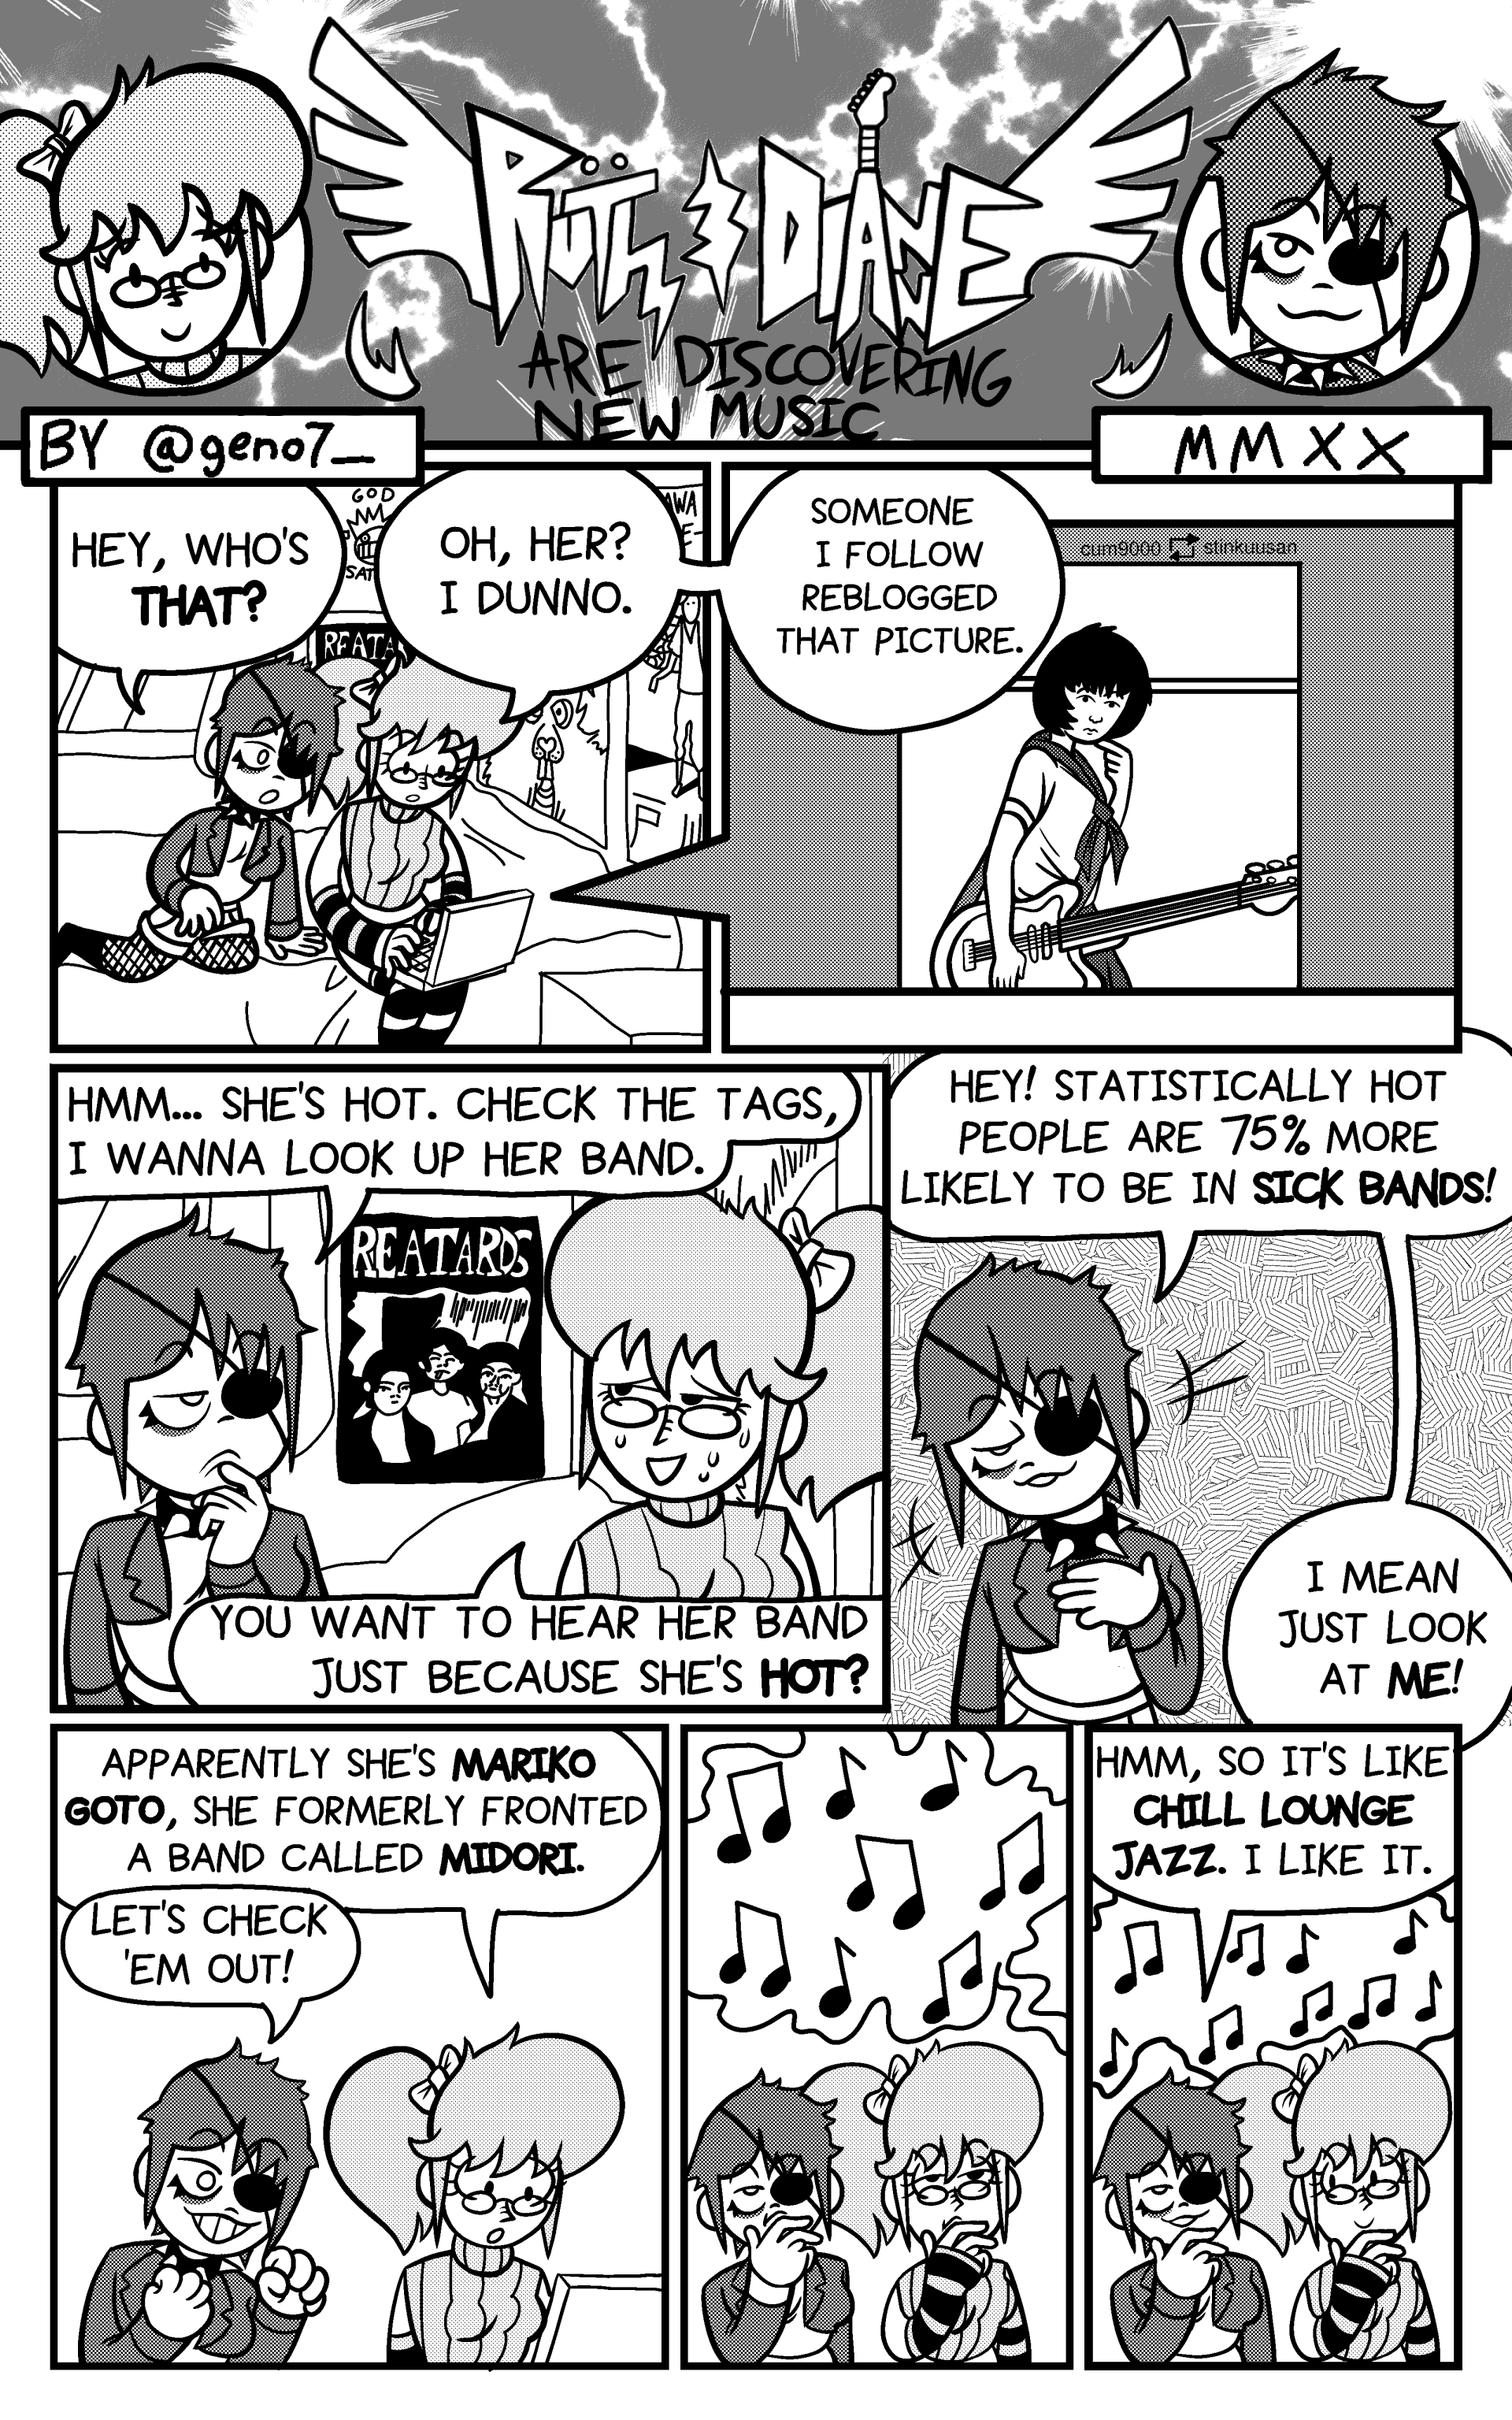 RÜTH & DIANE
ARE DISCOVERING
NEW MUSIC
BY @geno7_
MMXX
HEY, WHO'S
THAT?
GOD
OH, HER?
I DUNNO.
SOMEONE
I FOLLOW
REBLOGGED
THAT PICTURE.
cum9000 stinkuusan
HMM... SHE'S HOT. CHECK THE TAGS,
I WANNA LOOK UP HER BAND.
REATARDS
YOU WANT TO HEAR HER BAND
JUST BECAUSE SHE'S HOT?
HEY! STATISTICALLY HOT
PEOPLE ARE 75% MORE
LIKELY TO BE IN SICK BANDS!
I MEAN
JUST LOOK
AT ME!
APPARENTLY SHE'S MARIKO
GOTO, SHE FORMERLY FRONTED
A BAND CALLED MIDORI.
LET'S CHECK
'EM OUT!
HMM, SO IT'S LIKE
CHILL LOUNGE
JAZZ. I LIKE IT.